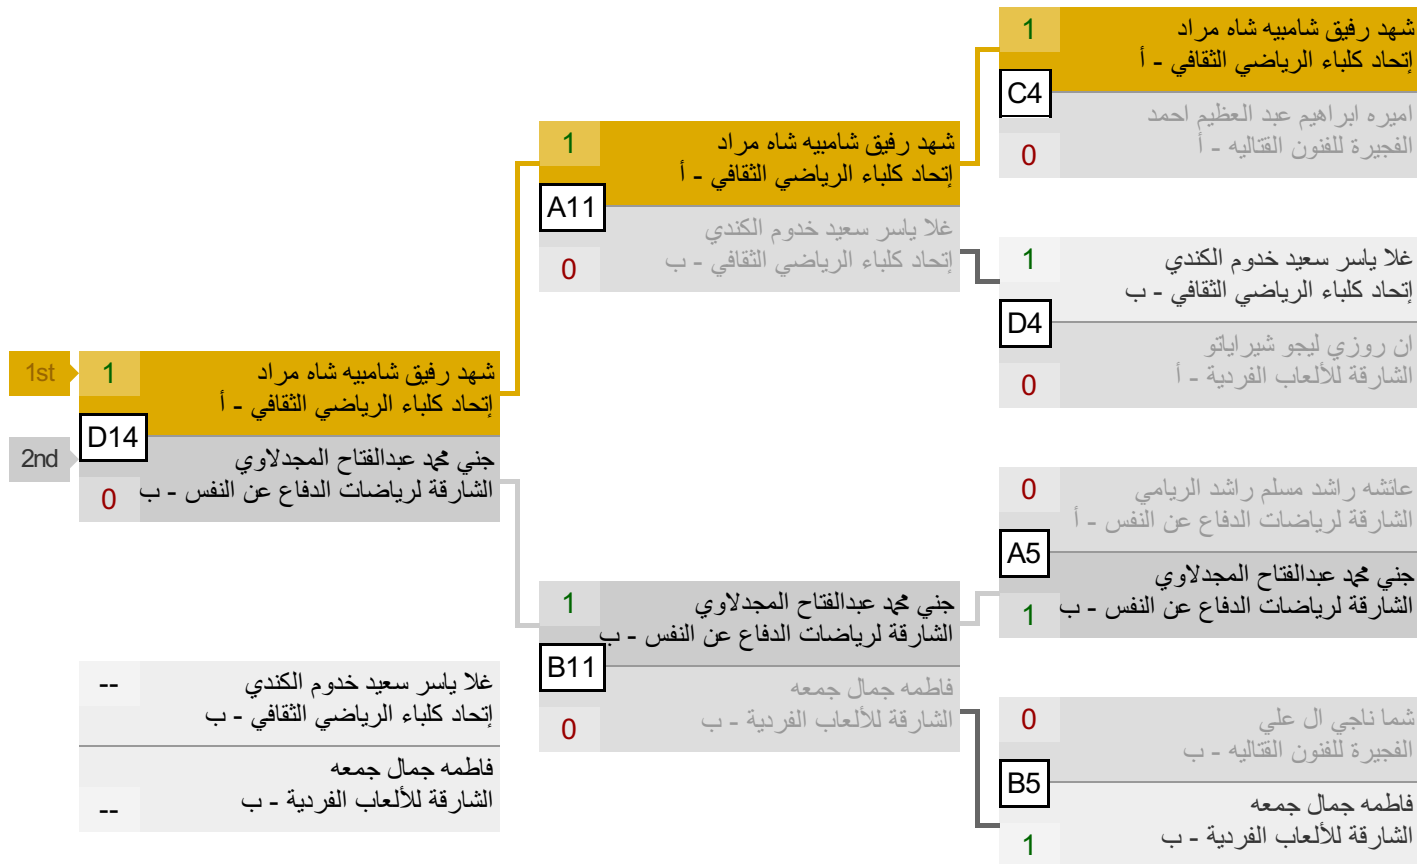 1
شهد رفيق شامبيه شاه مراد
إتحاد كلباء الرياضي الثقافي - أ
C4
اميره ابراهيم عبد العظيم احمد
الفجيرة للفنون القتاليه - أ
0
1
غلا ياسر سعيد خدوم الكندي
إتحاد كلباء الرياضي الثقافي - ب
D4
ان روزي ليجو شيراياتو
الشارقة للألعاب الفردية - أ
0
0
عائشه راشد مسلم راشد الريامي
الشارقة لرياضات الدفاع عن النفس - أ
A5
جني محمد عبدالفتاح المجدلاوي
الشارقة لرياضات الدفاع عن النفس - ب
1
0
شما ناجي ال علي
الفجيرة للفنون القتاليه - ب
B5
فاطمه جمال جمعه
الشارقة للألعاب الفردية - ب
1
1
شهد رفيق شامبيه شاه مراد
إتحاد كلباء الرياضي الثقافي - أ
A11
غلا ياسر سعيد خدوم الكندي
إتحاد كلباء الرياضي الثقافي - ب
0
1
جني محمد عبدالفتاح المجدلاوي
الشارقة لرياضات الدفاع عن النفس - ب
B11
فاطمه جمال جمعه
الشارقة للألعاب الفردية - ب
0
1st
1
شهد رفيق شامبيه شاه مراد
إتحاد كلباء الرياضي الثقافي - أ
D14
2nd
جني محمد عبدالفتاح المجدلاوي
الشارقة لرياضات الدفاع عن النفس - ب
0
--
غلا ياسر سعيد خدوم الكندي
إتحاد كلباء الرياضي الثقافي - ب
فاطمه جمال جمعه
الشارقة للألعاب الفردية - ب
--